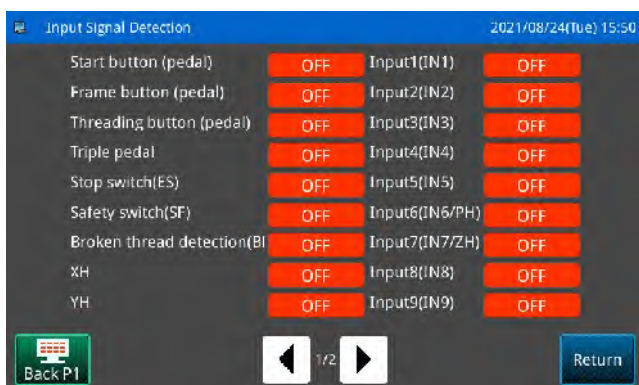 Input Signal Detection 2021/08/24(Tue) 15:50
Start button (pedal) OFF Input1(IN1) OFF
Frame button (pedal) OFF Input2(IN2) OFF
Threading button (pedal) OFF Input3(IN3) OFF
Triple pedal OFF Input4(IN4) OFF
Stop switch(ES) OFF Input5(IN5) OFF
Safety switch(SF) OFF Input6(IN6/PH) OFF
Broken thread detection(BI OFF Input7(IN7/ZH) OFF
XH OFF Input8(IN8) OFF
YH OFF Input9(IN9) OFF
Back P1 1/2 Return